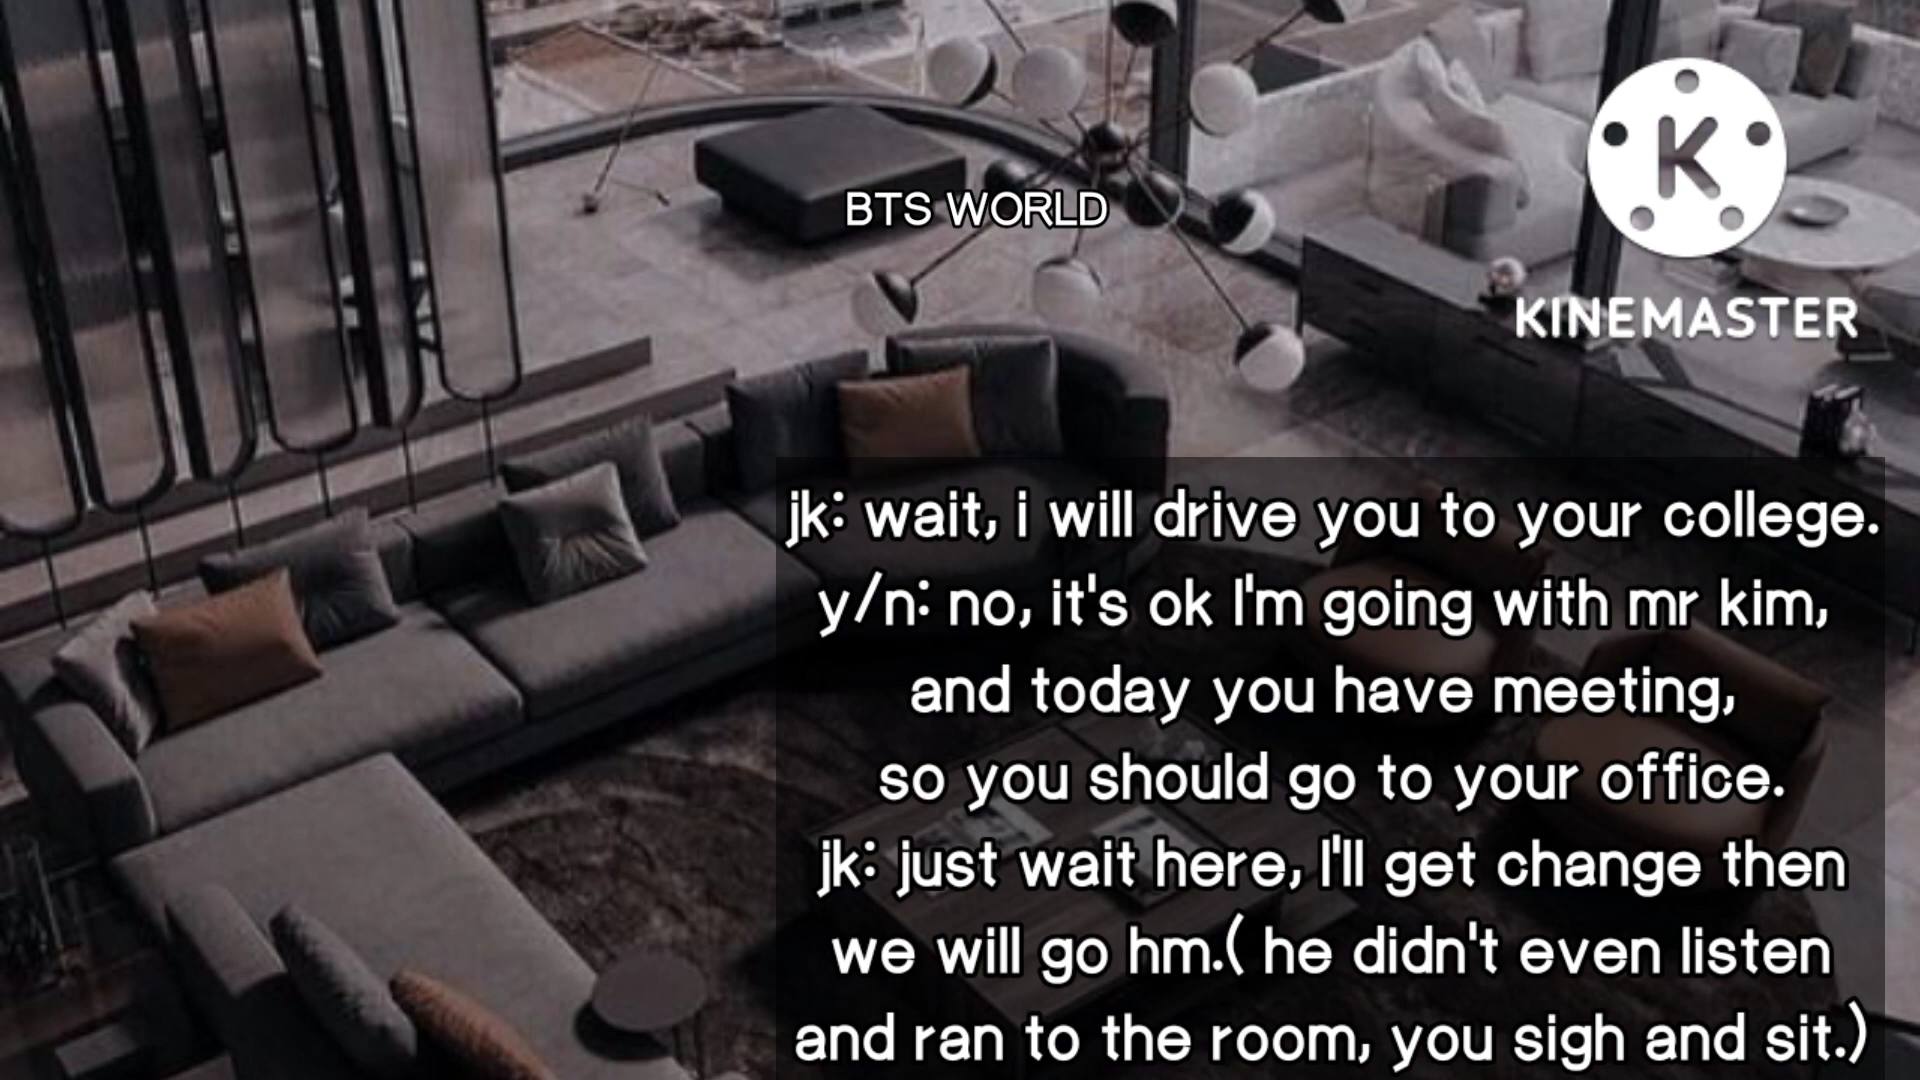 BTS WORLD
K
KINEMASTER
jk: wait, i will drive you to your college.
y/n: no, it's ok I'm going with mr kim,
and today you have meeting,
so you should go to your office.
jk: just wait here, I'll get change then
we will go hm.( he didn't even listen
and ran to the room, you sigh and sit.)